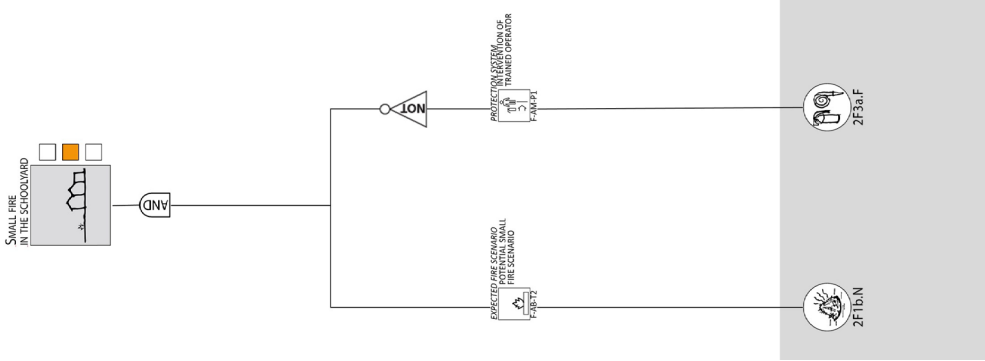 SMALL FIRE
IN THE SCHOOLYARD
AND
NOT
PROTECTION SYSTEM
INTERVENTION OF
TRAINED OPERATOR
F-AM-P1
2F3a.F
EXPECTED FIRE SCENARIO
POTENTIAL SMALL
FIRE SCENARIO
F-AB-T2
2F1b.N